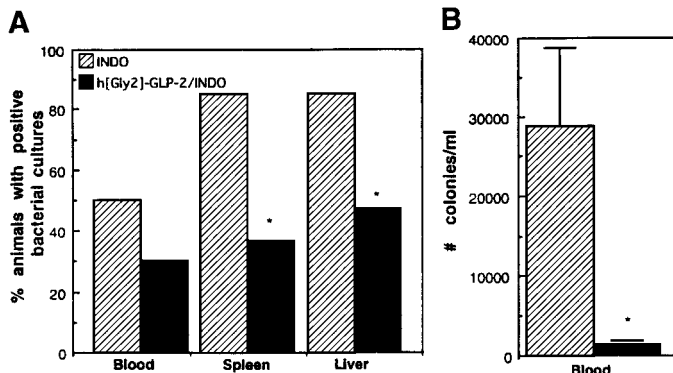 A
% animals with positive
bacterial cultures
100
80
60
40
20
0
INDO
h[Gly2]-GLP-2/INDO
*
*
Blood Spleen Liver
B
# colonies/ml
40000
30000
20000
10000
0
*
Blood